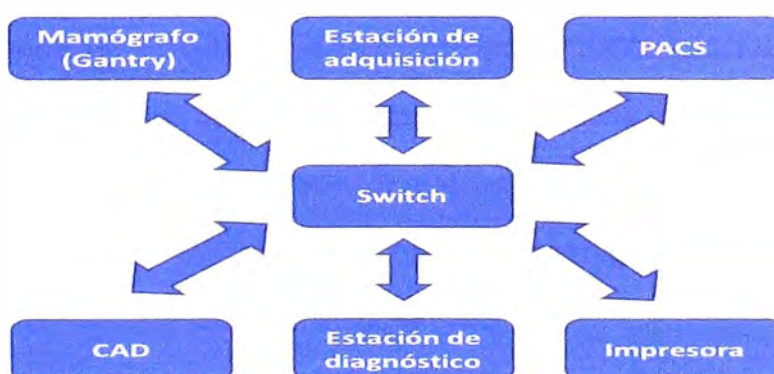 Mamógrafo
(Gantry)
Estación de
adquisición
PACS
Switch
CAD
Estación de
diagnóstico
Impresora